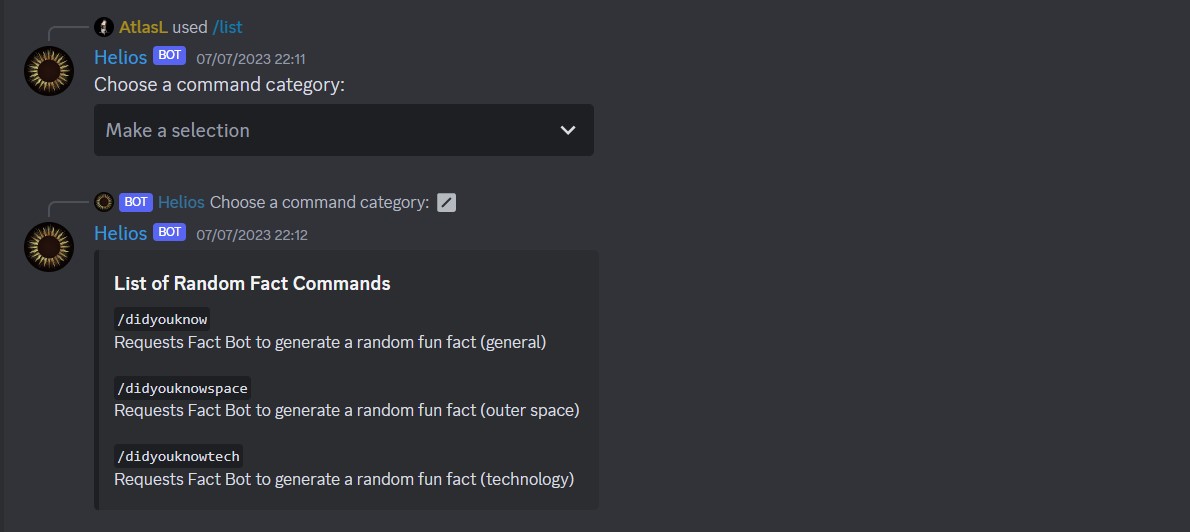 AtlasL used /list
Helios BOT 07/07/2023 22:11
Choose a command category:
Make a selection
BOT Helios Choose a command category:
Helios BOT 07/07/2023 22:12
List of Random Fact Commands
/didyouknow
Requests Fact Bot to generate a random fun fact (general)
/didyouknowspace
Requests Fact Bot to generate a random fun fact (outer space)
/didyouknowtech
Requests Fact Bot to generate a random fun fact (technology)